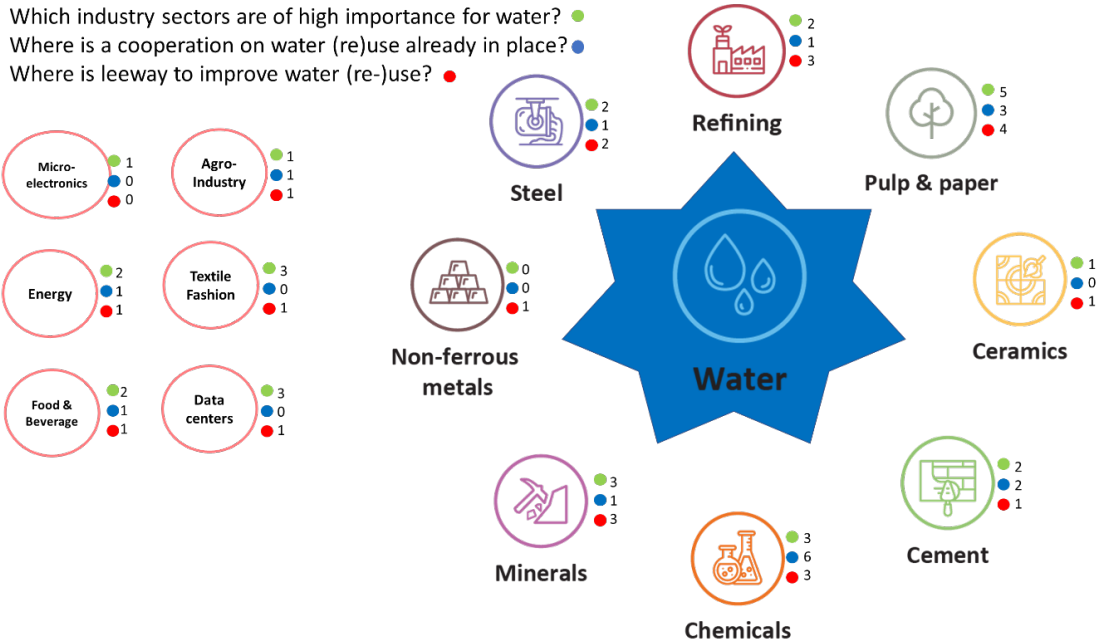 Which industry sectors are of high importance for water?
Where is a cooperation on water (re)use already in place?
Where is leeway to improve water (re-)use?
Micro-
electronics
1
0
0
Agro-
Industry
1
1
1
Energy
2
1
1
Textile
Fashion
3
0
1
Food &
Beverage
2
1
1
Data
centers
3
0
1
Refining
2
1
3
Steel
2
1
2
Pulp & paper
5
3
4
Non-ferrous
metals
0
0
1
Water
Ceramics
1
0
1
Minerals
3
1
3
Chemicals
3
6
3
Cement
2
2
1